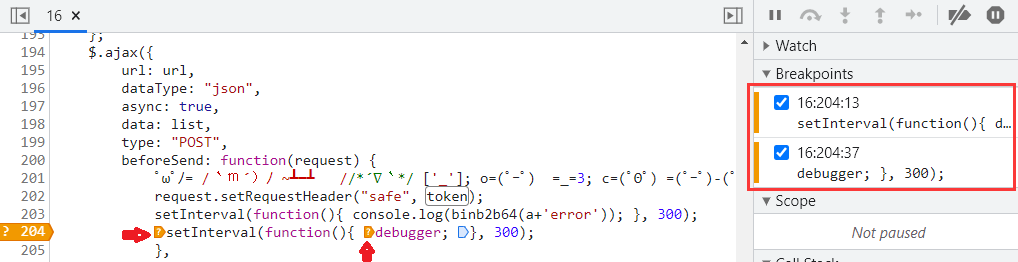 16 ×
193 };
194 $.ajax({
195 url: url,
196 dataType: "json",
197 async: true,
198 data: list,
199 type: "POST",
200 beforeSend: function(request) {
201 ﾟωﾟﾉ= /｀ｍ´）ﾉ ~┻━┻ //*´∇｀*/ ['_']; o=(ﾟｰﾟ) =_=3; c=(ﾟΘﾟ) =(ﾟｰﾟ)-(ﾟ
202 request.setRequestHeader("safe", token);
203 setInterval(function(){ console.log(binb2b64(a+'error')); }, 300);
? 204 ?setInterval(function(){ ?debugger; }, 300);
205 },
Watch
Breakpoints
16:204:13
setInterval(function(){ d…
16:204:37
debugger; }, 300);
Scope
Not paused
Call Stack